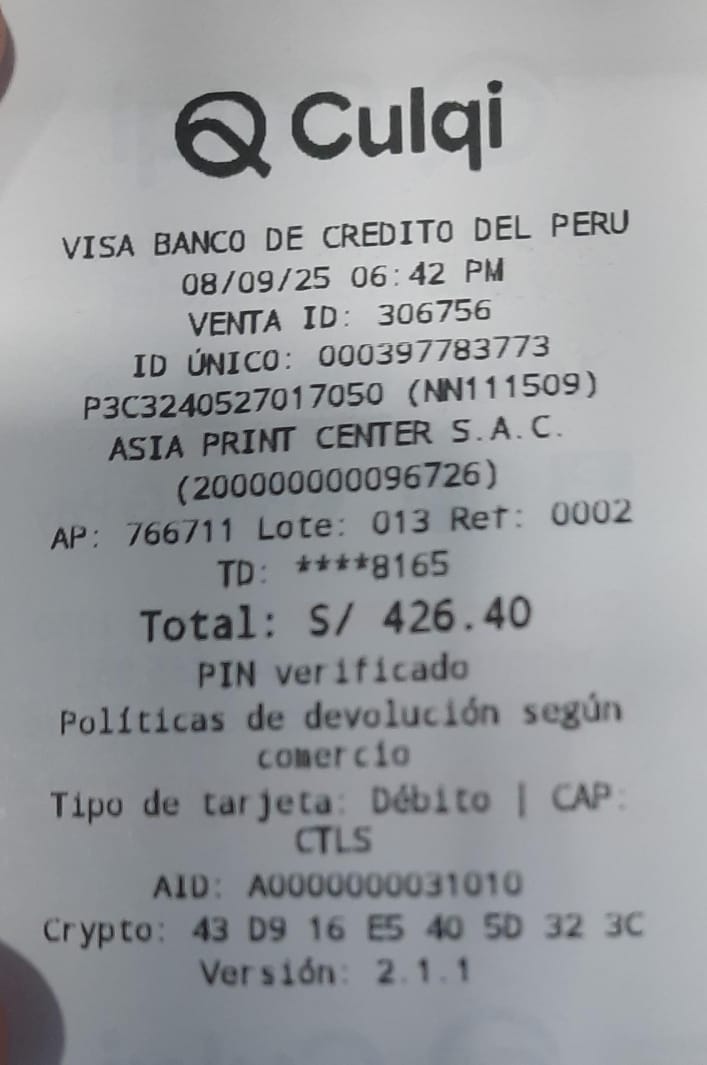 Culqi
VISA BANCO DE CREDITO DEL PERU
08/09/25 06:42 PM
VENTA ID: 306756
ID ÚNICO: 000397783773
P3C3240527017050 (NN111509)
ASIA PRINT CENTER S.A.C.
(200000000096726)
AP: 766711 Lote: 013 Ref: 0002
TD: ****8165
Total: S/ 426.40
PIN verificado
Políticas de devolución según
comercio
Tipo de tarjeta: Débito | CAP:
CTLS
AID: A0000000031010
Crypto: 43 D9 16 E5 40 5D 32 3C
Versión: 2.1.1